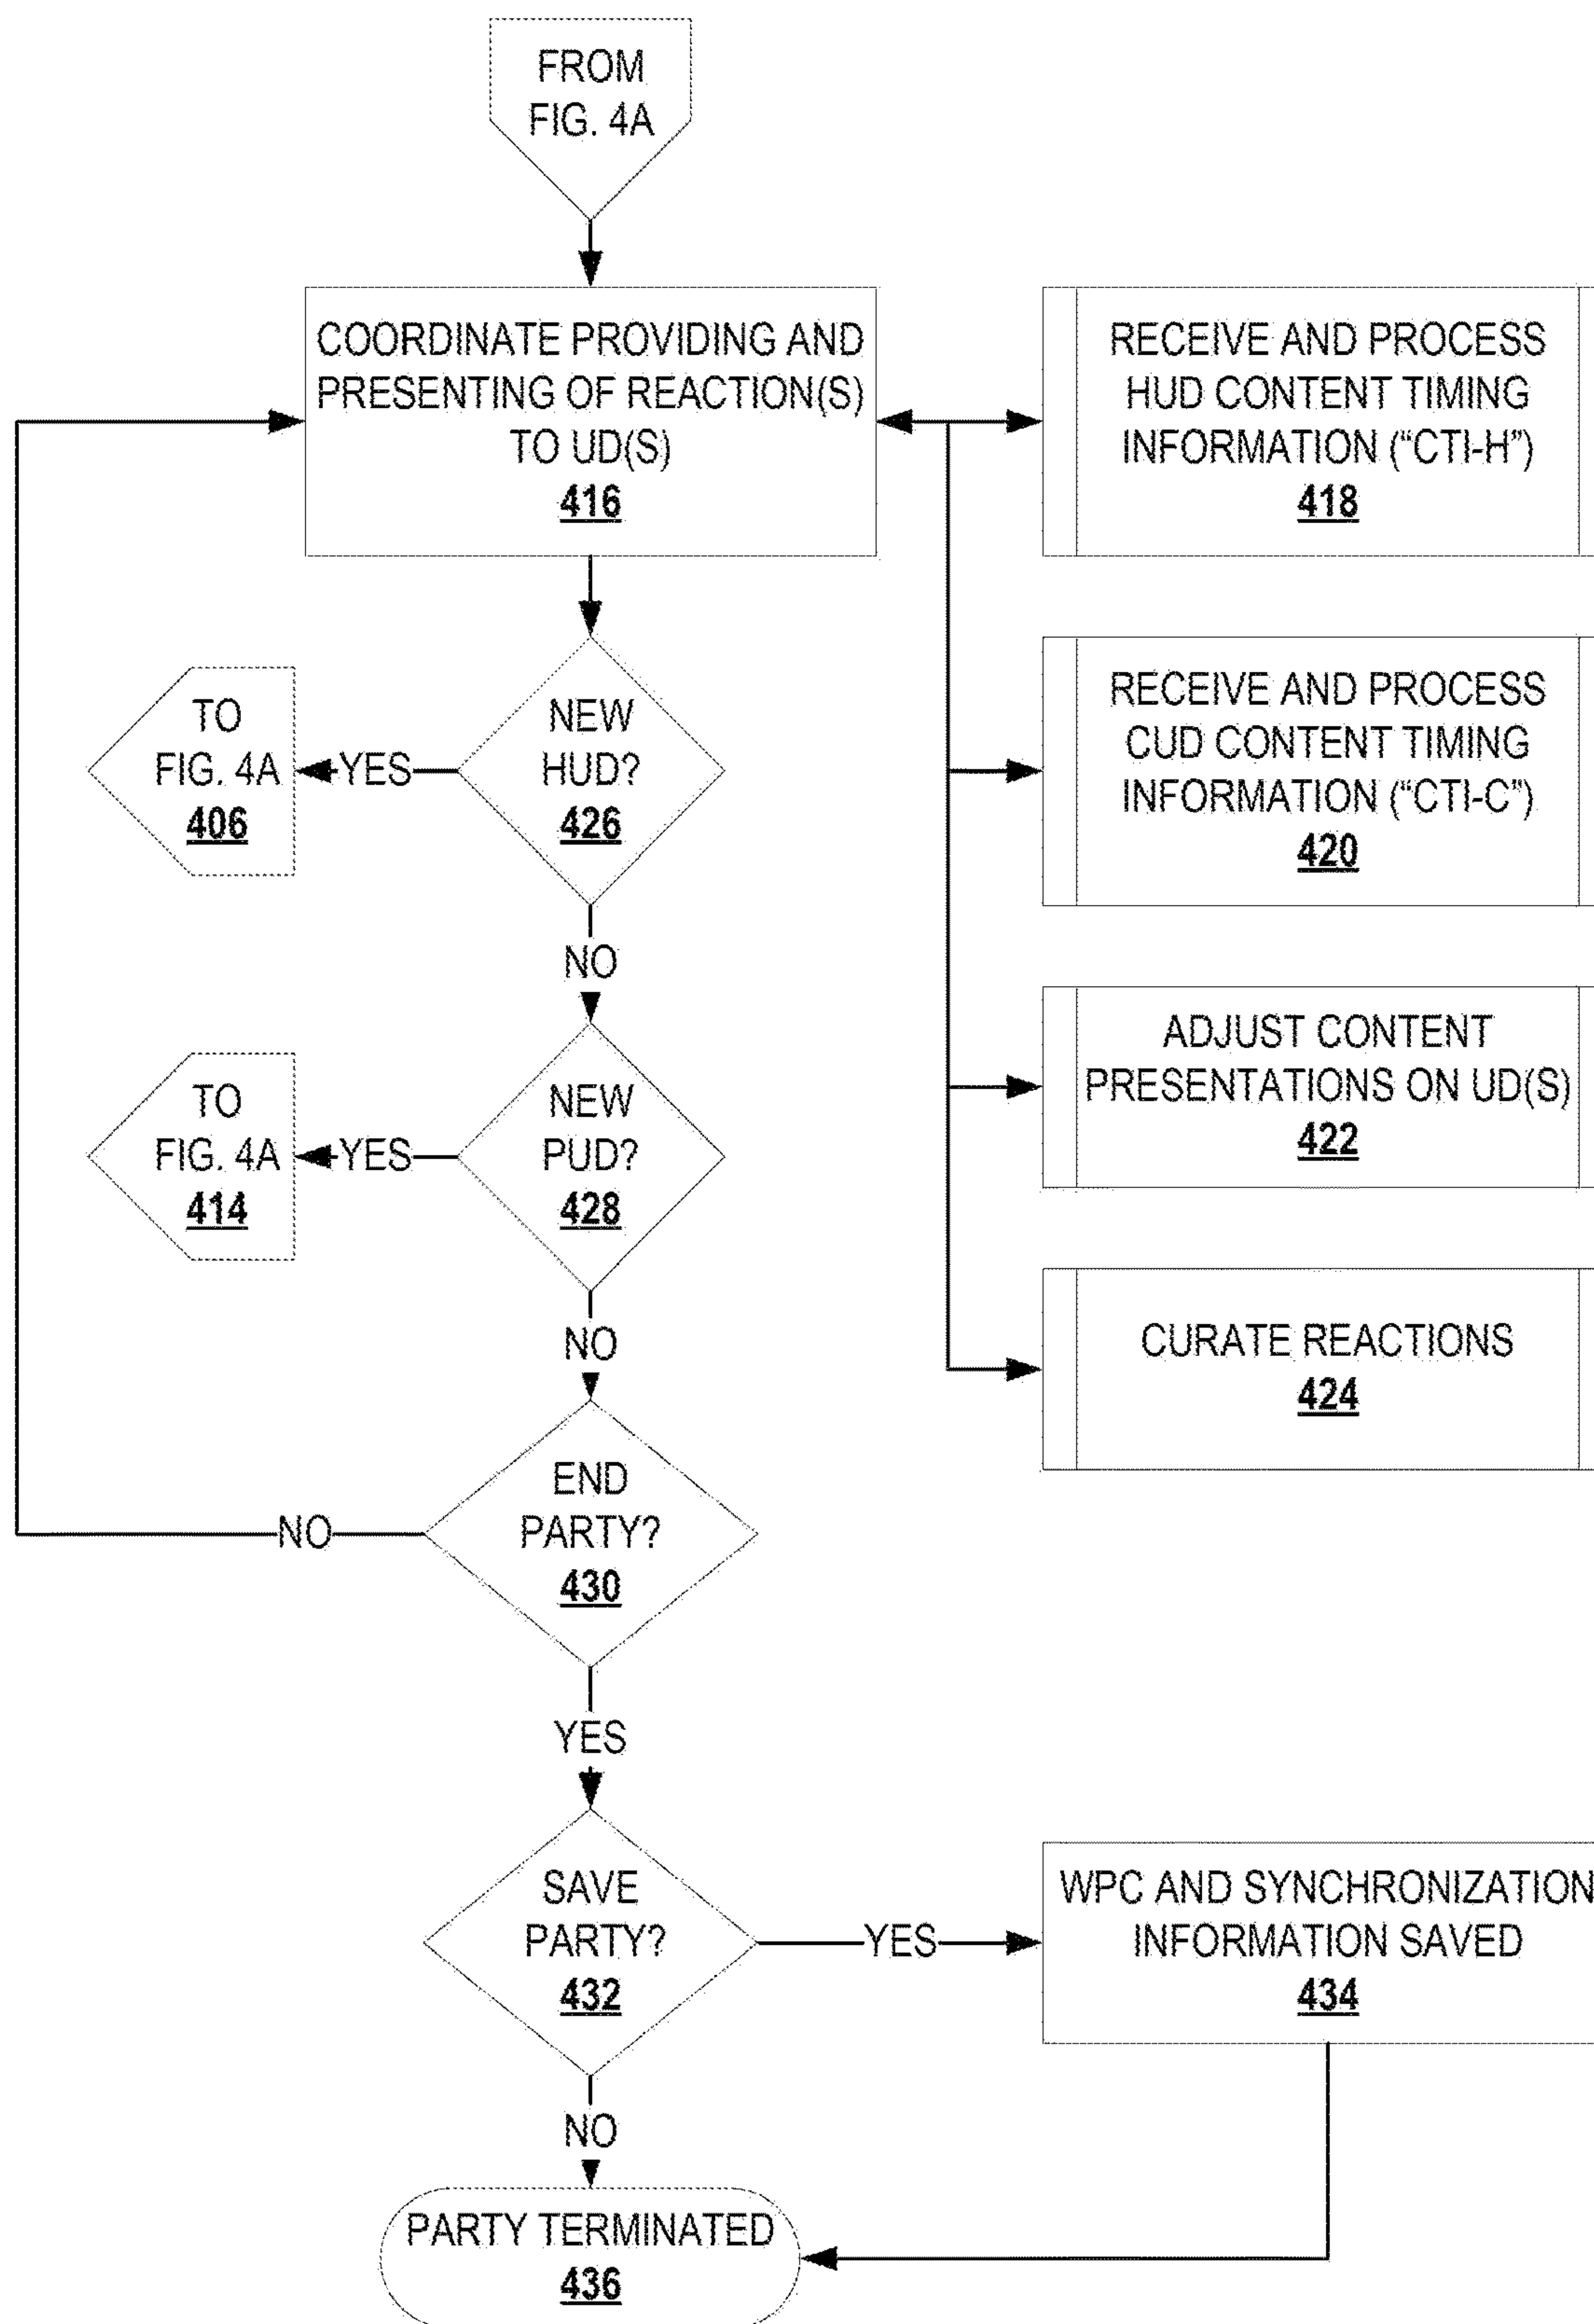 FROM
FIG. 4A
COORDINATE PROVIDING AND
PRESENTING OF REACTION(S)
TO UD(S)
416
RECEIVE AND PROCESS
HUD CONTENT TIMING
INFORMATION (“CTI-H”)
418
TO
FIG. 4A
406
YES
NEW
HUD?
426
RECEIVE AND PROCESS
CUD CONTENT TIMING
INFORMATION (“CTI-C”)
420
NO
TO
FIG. 4A
414
YES
NEW
PUD?
428
ADJUST CONTENT
PRESENTATIONS ON UD(S)
422
NO
CURATE REACTIONS
424
NO
END
PARTY?
430
YES
SAVE
PARTY?
432
YES
WPC AND SYNCHRONIZATION
INFORMATION SAVED
434
NO
PARTY TERMINATED
436